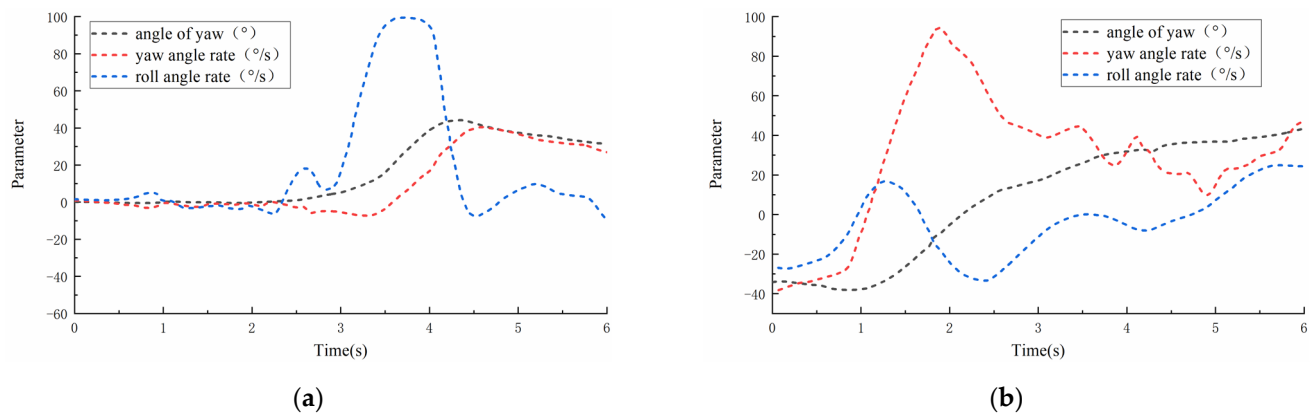 100
80
60
40
20
0
−20
−40
−60
Parameter
angle of yaw（°）
yaw angle rate（°/s）
roll angle rate（°/s）
0 1 2 3 4 5 6
Time(s)
(a)
100
80
60
40
20
0
−20
−40
Parameter
angle of yaw（°）
yaw angle rate（°/s）
roll angle rate（°/s）
0 1 2 3 4 5 6
Time(s)
(b)